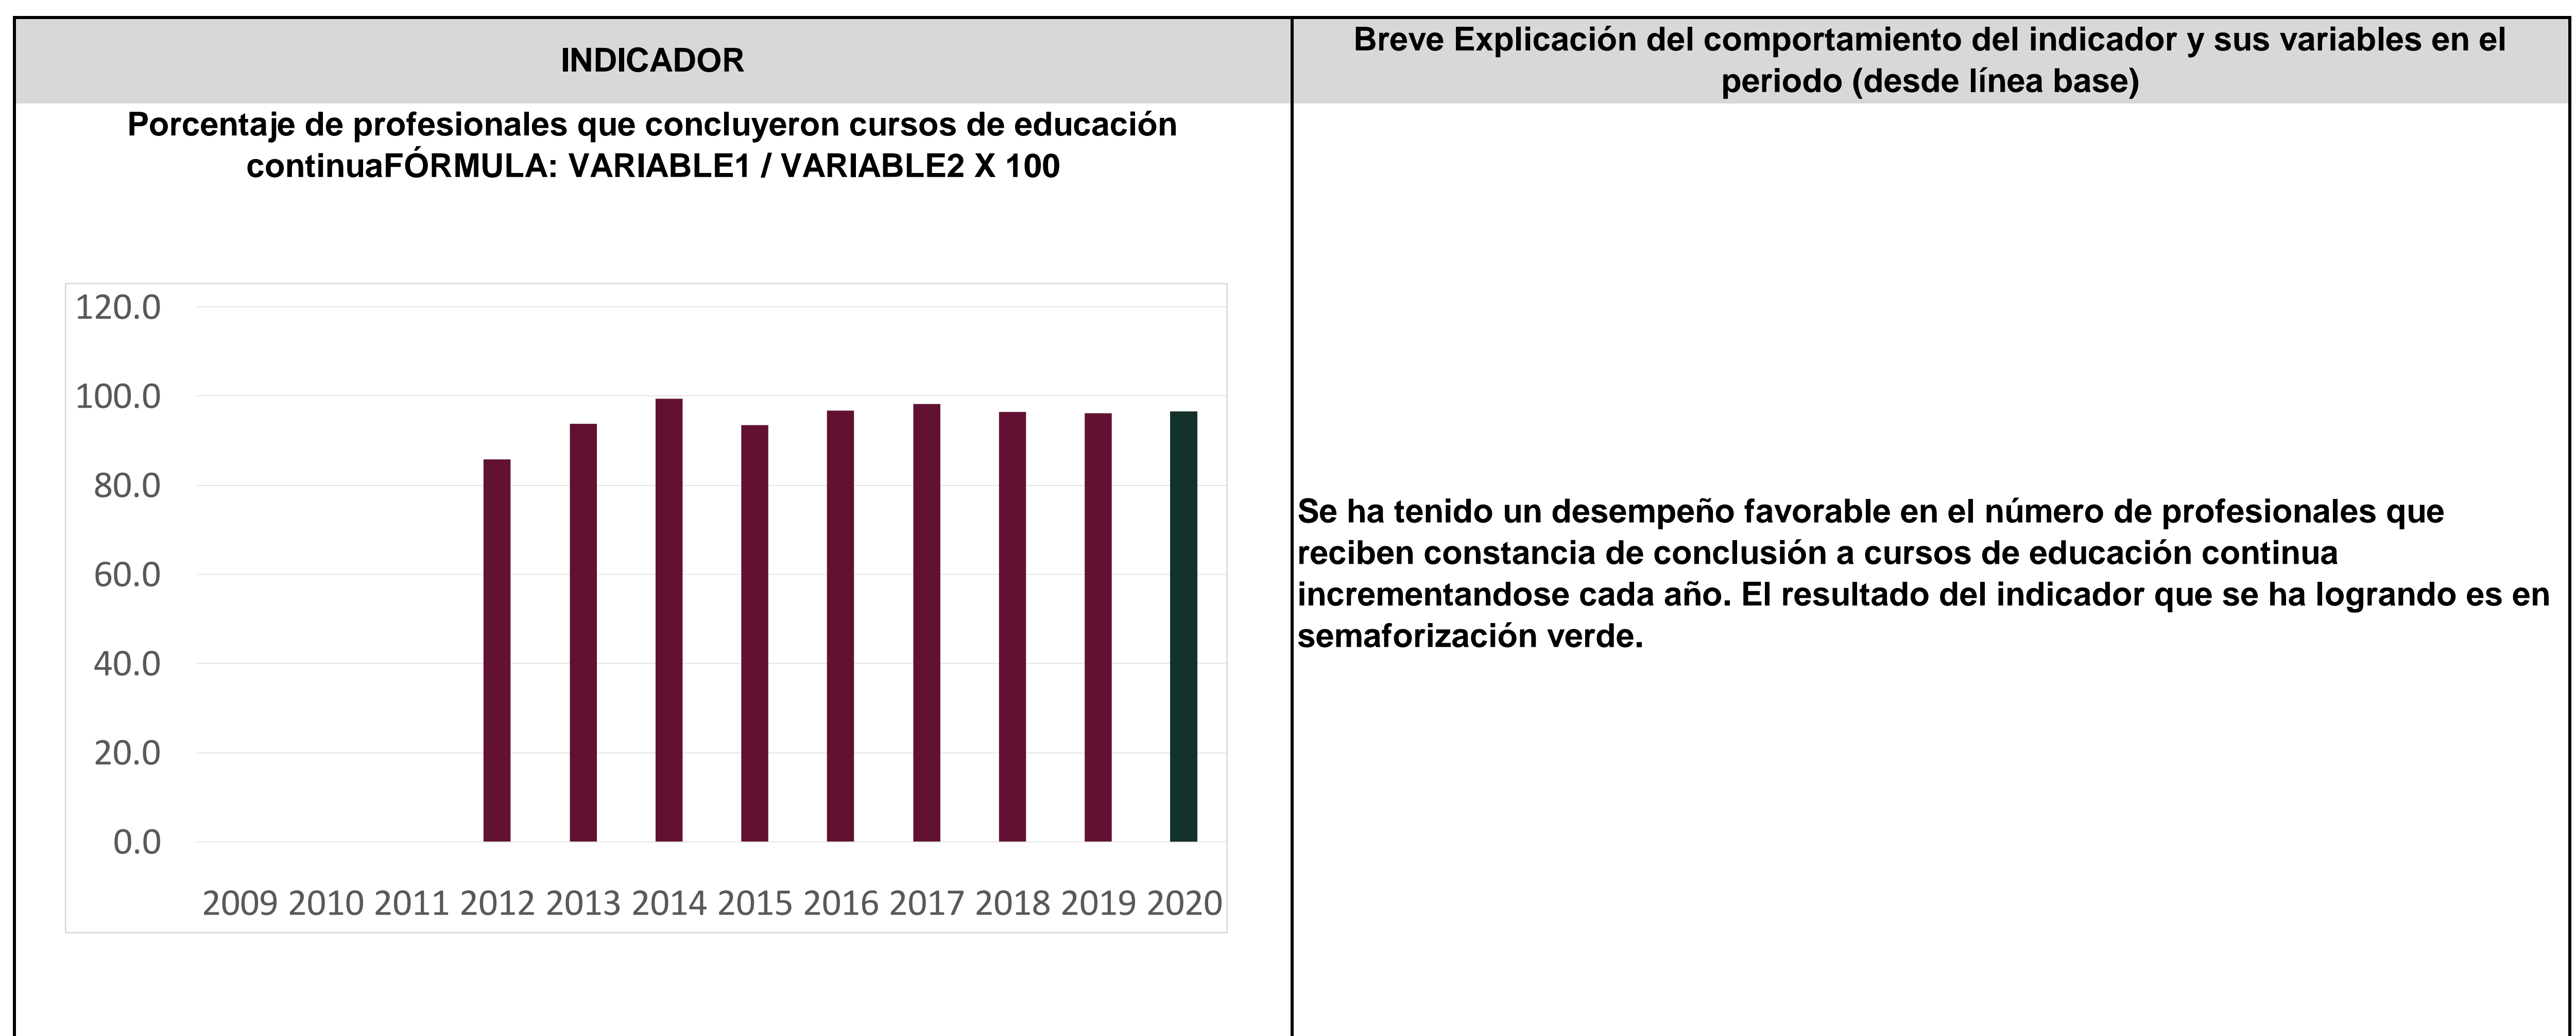 INDICADOR
Breve Explicación del comportamiento del indicador y sus variables en el
periodo (desde línea base)
Porcentaje de profesionales que concluyeron cursos de educación
continuaFÓRMULA: VARIABLE1 / VARIABLE2 X 100
120.0
100.0
80.0
60.0
40.0
20.0
0.0
2009 2010 2011 2012 2013 2014 2015 2016 2017 2018 2019 2020
Se ha tenido un desempeño favorable en el número de profesionales que
reciben constancia de conclusión a cursos de educación continua
incrementandose cada año. El resultado del indicador que se ha logrando es en
semaforización verde.